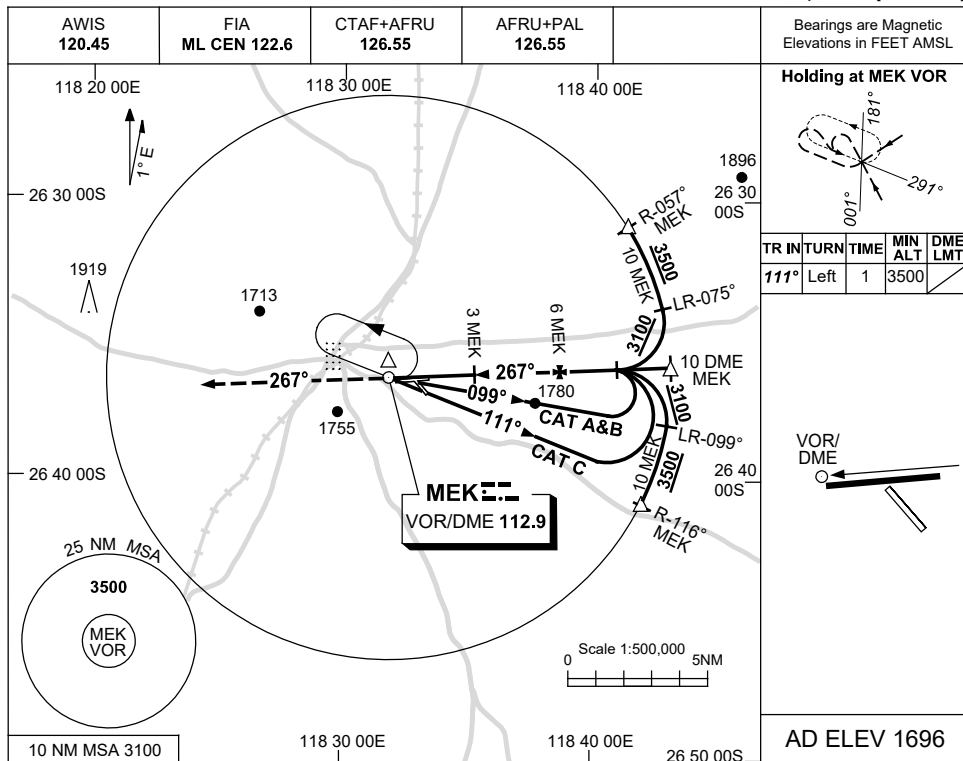 AWIS
120.45
FIA
ML CEN 122.6
CTAF+AFRU
126.55
AFRU+PAL
126.55
Bearings are Magnetic
Elevations in FEET AMSL
118 20 00E
118 30 00E
118 40 00E
1° E
26 30 00S
1896
26 30
00S
R-057°
MEK
3500
10 MEK
LR-075°
3100
1919
1713
3 MEK
6 MEK
10 DME
MEK
267°
267°
3100
099°
1780
CAT A&B
111°
CAT C
1755
LR-099°
10 MEK
3500
R-116°
MEK
26 40 00S
26 40
00S
MEK
VOR/DME 112.9
25 NM MSA
3500
MEK
VOR
Scale 1:500,000
0
5NM
10 NM MSA 3100
118 30 00E
118 40 00E
26 50 00S
Holding at MEK VOR
181°
291°
001°
TR IN TURN TIME MIN ALT DME LMT
111° Left 1 3500
VOR/
DME
AD ELEV 1696